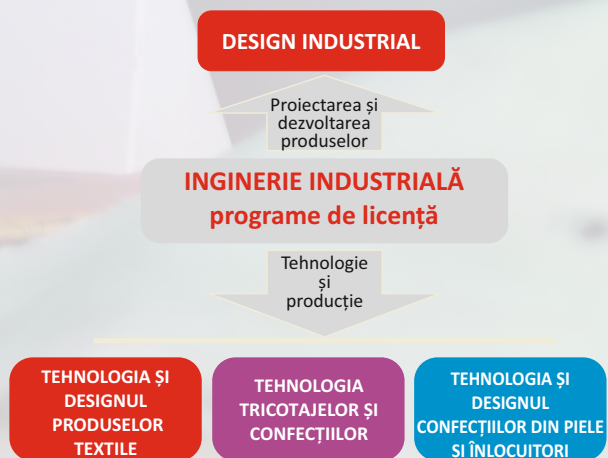 DESIGN INDUSTRIAL
Proiectarea și
dezvoltarea
produselor
INGINERIE INDUSTRIALĂ
programe de licență
Tehnologie
și
producție
TEHNOLOGIA ȘI
DESIGNUL
PRODUSELOR
TEXTILE
TEHNOLOGIA
TRICOTAJELOR ȘI
CONFECȚIILOR
TEHNOLOGIA ȘI
DESIGNUL
CONFECȚIILOR DIN PIELE
ȘI ÎNLOCUITORI